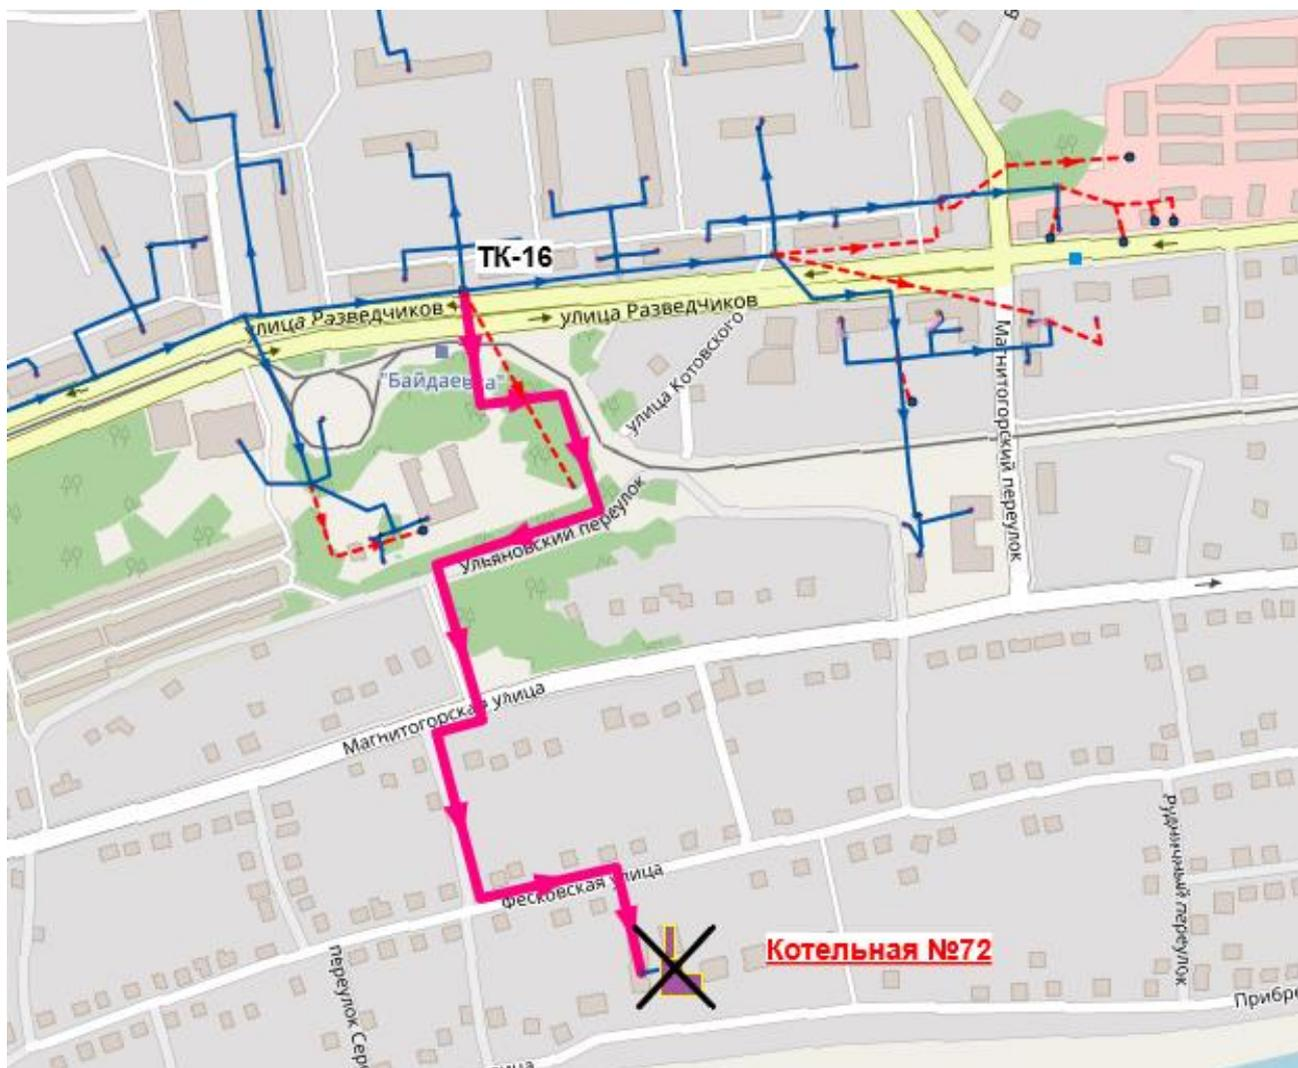 ТК-16
улица Разведчиков
улица Разведчиков
"Байдаевка"
улица Котовского
Магнитогорский переулок
Ульяновский переулок
Магнитогорская улица
Фесковская улица
Рудничный переулок
Котельная №72
переулок Сер
Прибре
улица